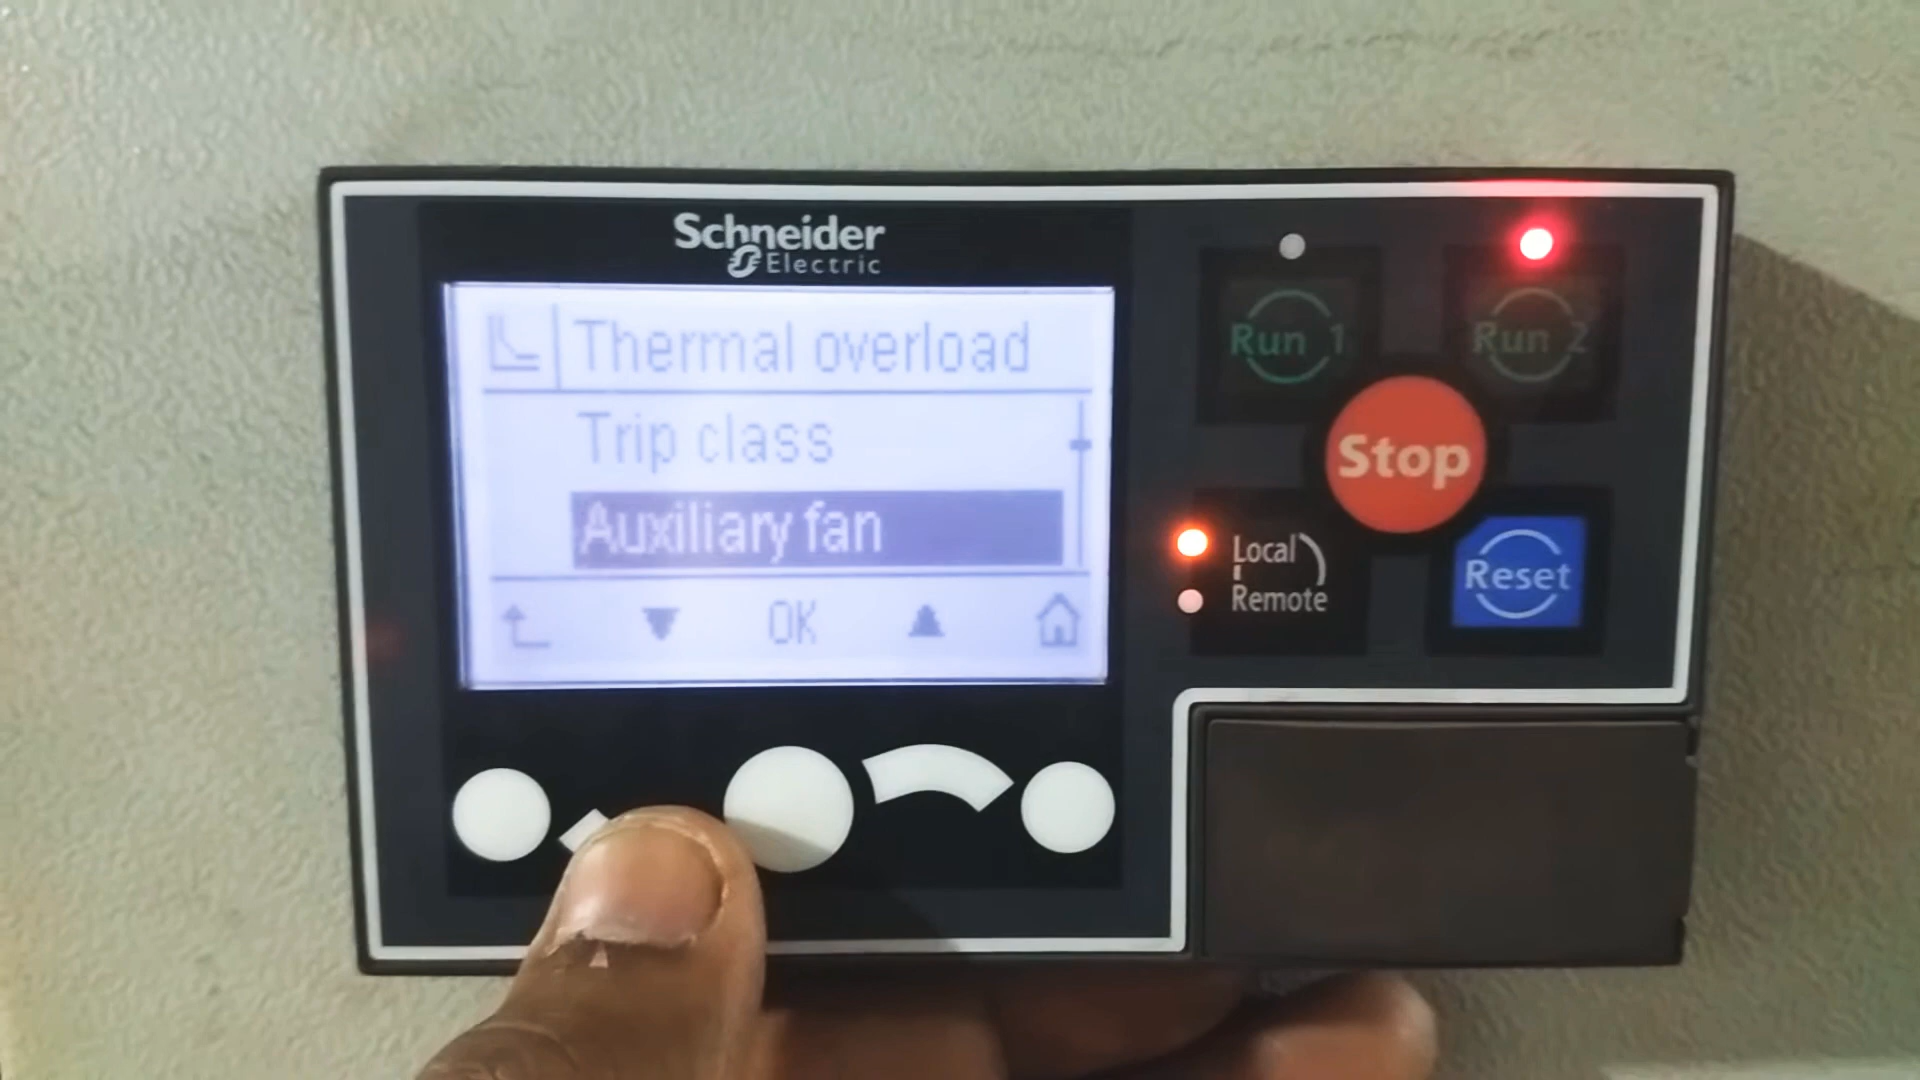 Schneider
Electric
Thermal overload
Trip class
Auxiliary fan
OK
Run 1
Run 2
Stop
Local
Remote
Reset